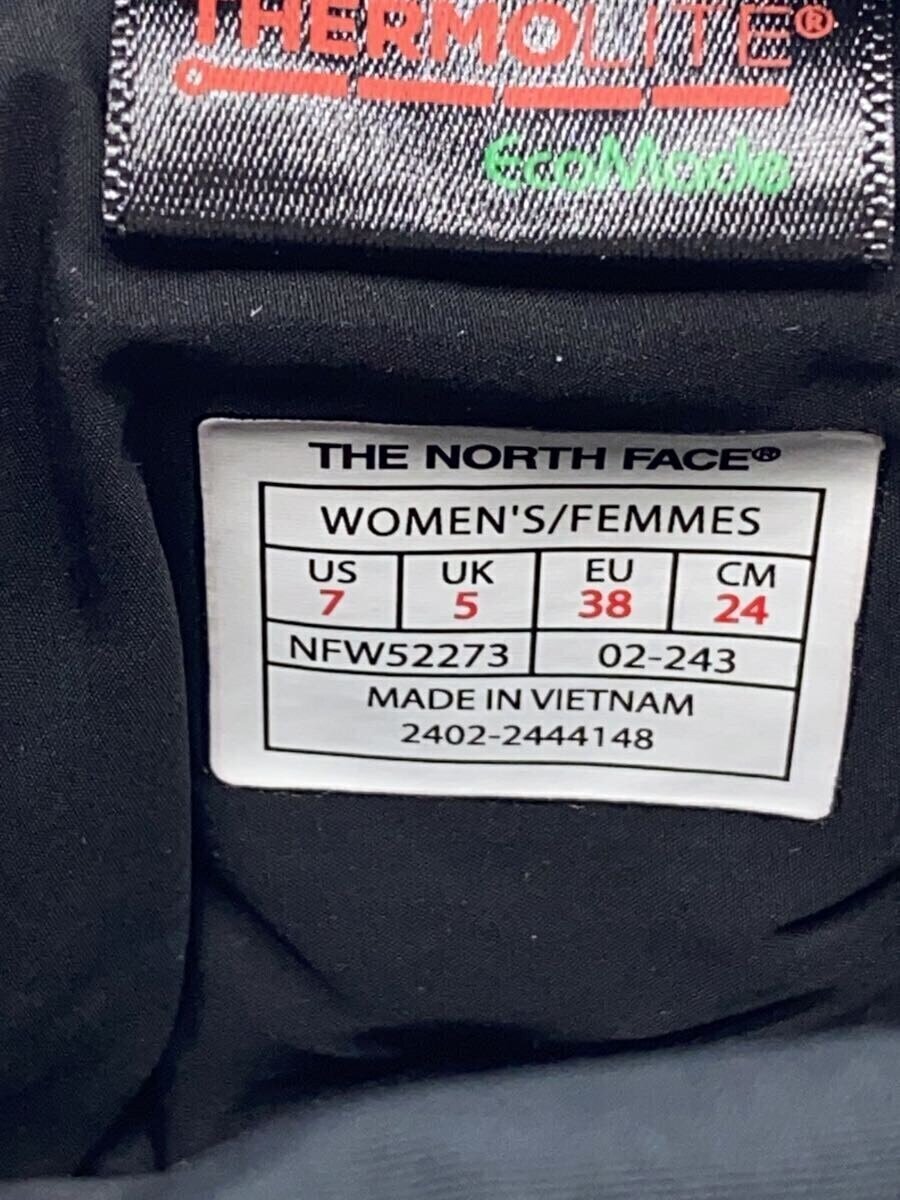 THERMOLITE®
EcoMade
THE NORTH FACE®
WOMEN'S/FEMMES
US UK EU CM
7 5 38 24
NFW52273 02-243
MADE IN VIETNAM
2402-2444148